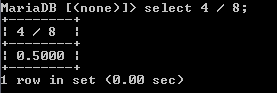 MariaDB [(none)]> select 4 / 8;
+--------+
| 4 / 8  |
+--------+
| 0.5000 |
+--------+
1 row in set (0.00 sec)